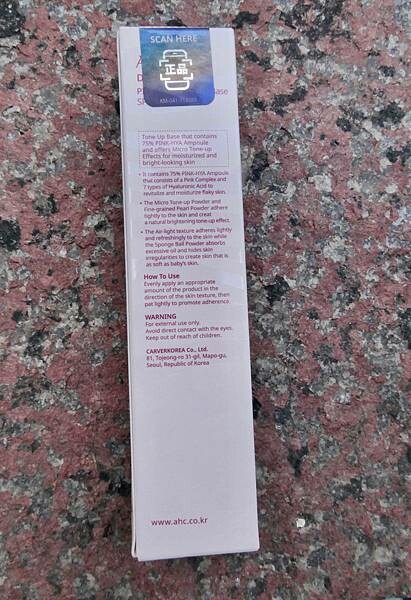 SCAN HERE
正品
Tone Up Base that contains
75% PINK-HYA Ampoule
and offers Micro Tone-up
Effects for moisturized and
bright-looking skin
• It contains 75% PINK-HYA Ampoule
that consists of a Pink Complex and
7 types of Hyaluronic Acid to
revitalize and moisturize flaky skin.
• The Micro Tone-up Powder and
Fine-grained Pearl Powder adhere
tightly to the skin and creat
a natural brightening tone-up effect.
• The Air-light texture adheres lightly
and refreshingly to the skin while
the Sponge Ball Powder absorbs
excessive oil and hides skin
irregularities to create skin that is
as soft as baby's skin.
How To Use
Evenly apply an appropriate
amount of the product in the
direction of the skin texture, then
pat lightly to promote adherence.
WARNING
For external use only.
Avoid direct contact with the eyes.
Keep out of reach of children.
CARVERKOREA Co., Ltd.
81, Tojeong-ro 31-gil, Mapo-gu,
Seoul, Republic of Korea
www.ahc.co.kr